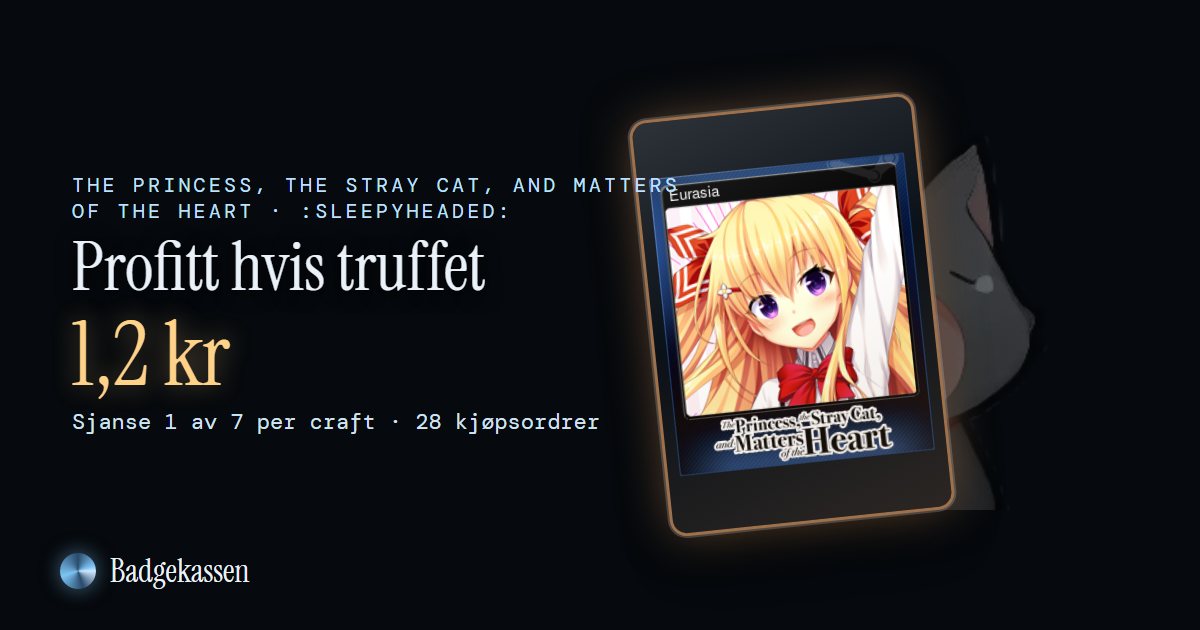 THE PRINCESS, THE STRAY CAT, AND MATTERS
OF THE HEART · :SLEEPYHEADED:
Profitt hvis truffet
1,2 kr
Sjanse 1 av 7 per craft · 28 kjøpsordrer
Eurasia
The Princess, the Stray Cat,
and Matters of the Heart
Badgekassen